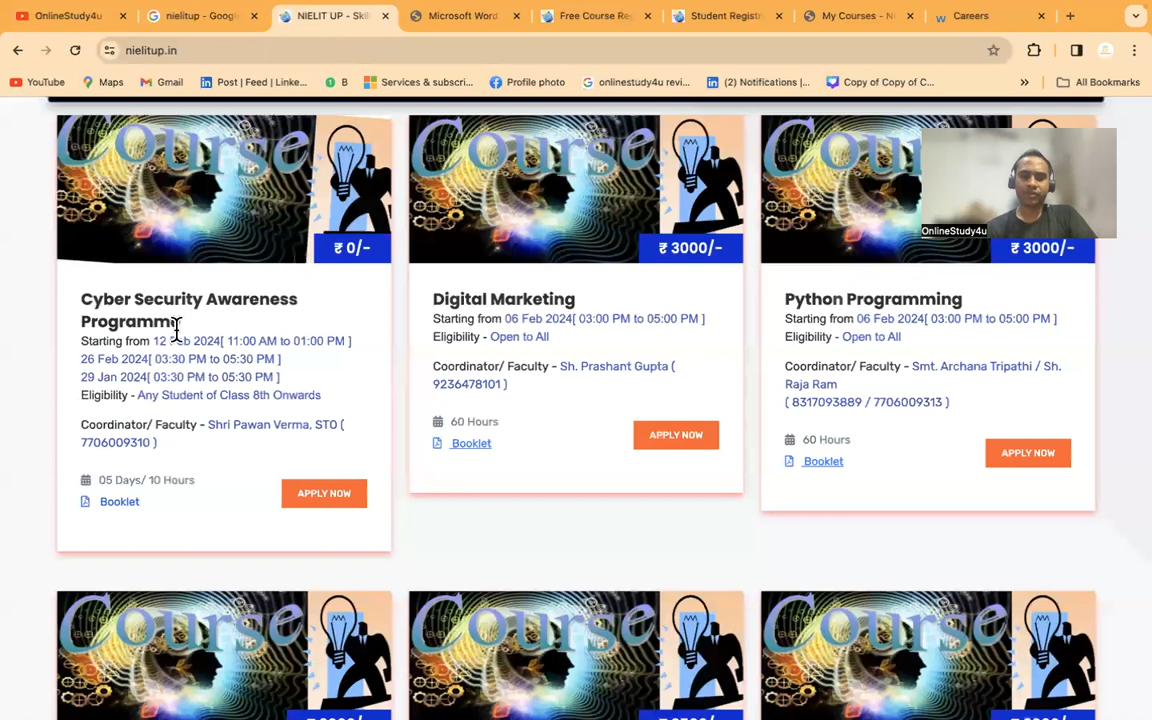 OnlineStudy4u
nielitup - Google
NIELIT UP - Skil
Microsoft Word
Free Course Re
Student Registr
My Courses - N
Careers
nielitup.in
YouTube
Maps
Gmail
Post | Feed | Linke...
B
Services & subscri...
Profile photo
onlinestudy4u revi...
(2) Notifications |...
Copy of Copy of C...
All Bookmarks
Course
₹ 0/-
Cyber Security Awareness
Programme
Starting from 12 Feb 2024[ 11:00 AM to 01:00 PM ]
26 Feb 2024[ 03:30 PM to 05:30 PM ]
29 Jan 2024[ 03:30 PM to 05:30 PM ]
Eligibility - Any Student of Class 8th Onwards
Coordinator/ Faculty - Shri Pawan Verma, STO (
7706009310 )
05 Days/ 10 Hours
Booklet
APPLY NOW
Course
₹ 3000/-
Digital Marketing
Starting from 06 Feb 2024[ 03:00 PM to 05:00 PM ]
Eligibility - Open to All
Coordinator/ Faculty - Sh. Prashant Gupta (
9236478101 )
60 Hours
Booklet
APPLY NOW
Course
OnlineStudy4u
₹ 3000/-
Python Programming
Starting from 06 Feb 2024[ 03:00 PM to 05:00 PM ]
Eligibility - Open to All
Coordinator/ Faculty - Smt. Archana Tripathi / Sh.
Raja Ram
( 8317093889 / 7706009313 )
60 Hours
Booklet
APPLY NOW
Course
Course
Course